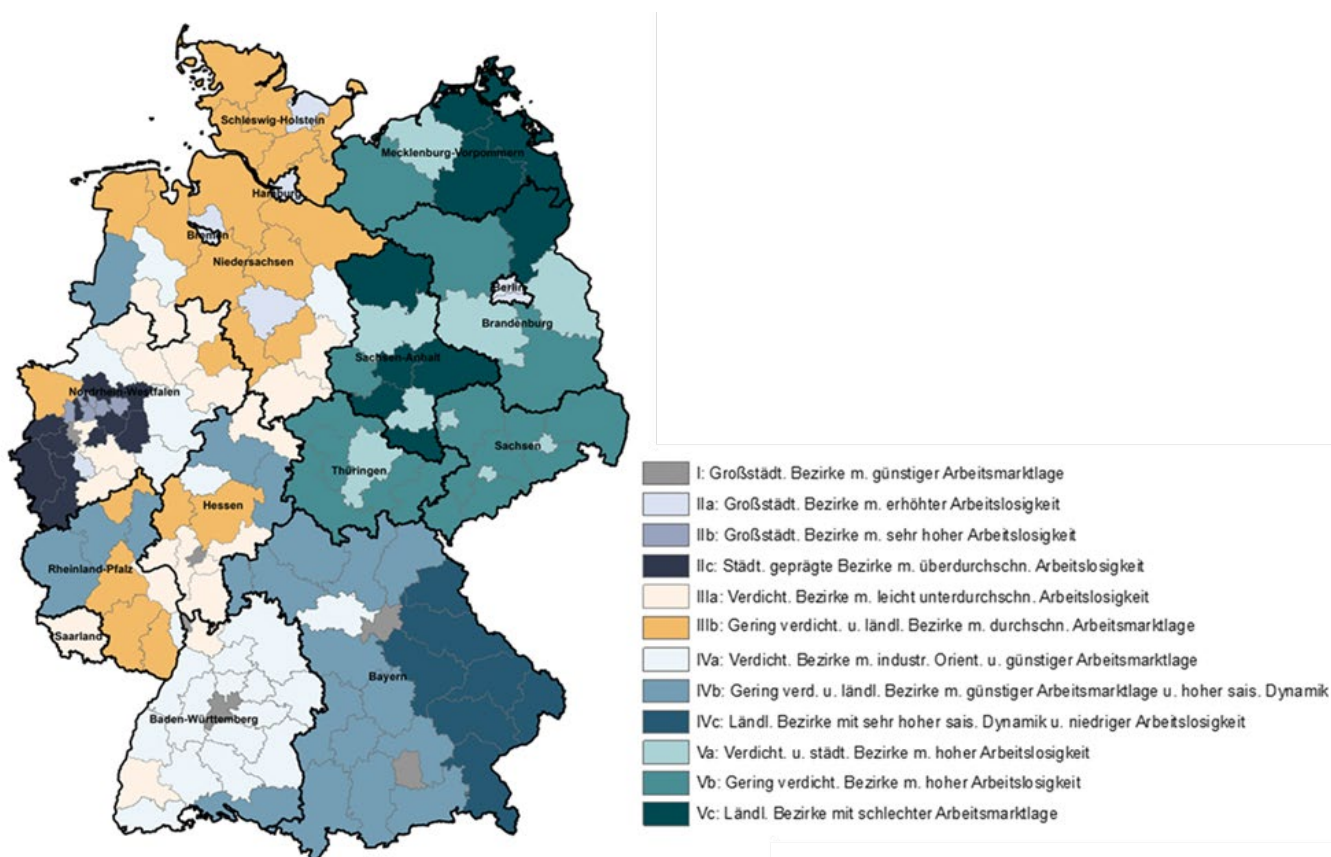 Schleswig-Holstein
Mecklenburg-Vorpommern
Hamburg
Bremen
Niedersachsen
Berlin
Brandenburg
Sachsen-Anhalt
Nordrhein-Westfalen
Sachsen
Thüringen
Hessen
Rheinland-Pfalz
Saarland
Bayern
Baden-Württemberg
I: Großstädt. Bezirke m. günstiger Arbeitsmarktlage
IIa: Großstädt. Bezirke m. erhöhter Arbeitslosigkeit
IIb: Großstädt. Bezirke m. sehr hoher Arbeitslosigkeit
IIc: Städt. geprägte Bezirke m. überdurchschn. Arbeitslosigkeit
IIIa: Verdicht. Bezirke m. leicht unterdurchschn. Arbeitslosigkeit
IIIb: Gering verdicht. u. ländl. Bezirke m. durchschn. Arbeitsmarktlage
IVa: Verdicht. Bezirke m. industr. Orient. u. günstiger Arbeitsmarktlage
IVb: Gering verd. u. ländl. Bezirke m. günstiger Arbeitsmarktlage u. hoher sais. Dynamik
IVc: Ländl. Bezirke mit sehr hoher sais. Dynamik u. niedriger Arbeitslosigkeit
Va: Verdicht. u. städt. Bezirke m. hoher Arbeitslosigkeit
Vb: Gering verdicht. Bezirke m. hoher Arbeitslosigkeit
Vc: Ländl. Bezirke mit schlechter Arbeitsmarktlage